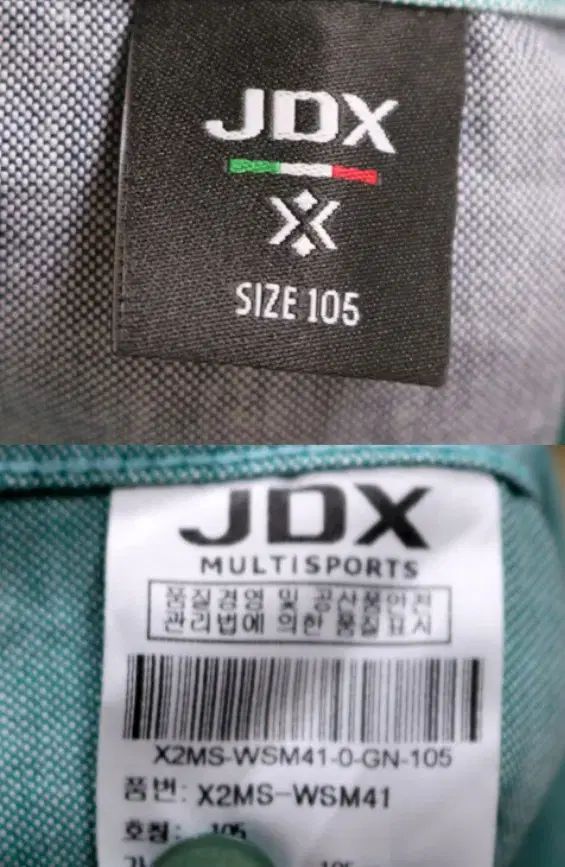 JDX
SIZE 105
JDX
MULTISPORTS
품질경영 및 공산품안전
관리법에 의한 품질표시
X2MS-WSM41-0-GN-105
품번: X2MS-WSM41
호칭: 105
105